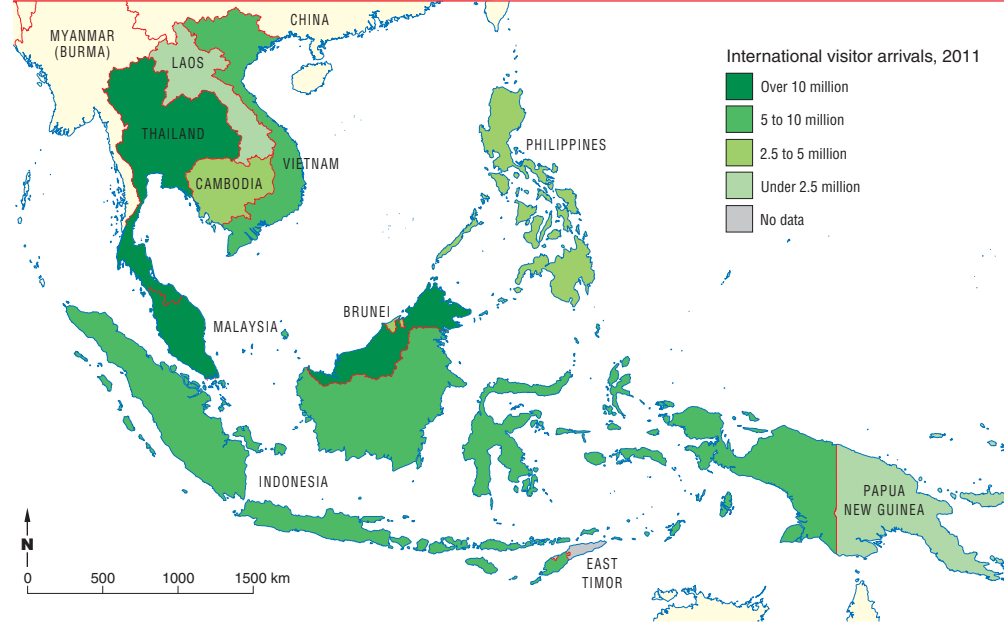 CHINA
MYANMAR
(BURMA)
LAOS
International visitor arrivals, 2011
Over 10 million
5 to 10 million
2.5 to 5 million
Under 2.5 million
No data
THAILAND
PHILIPPINES
VIETNAM
CAMBODIA
BRUNEI
MALAYSIA
INDONESIA
PAPUA
NEW GUINEA
EAST
TIMOR
N
0 500 1000 1500 km